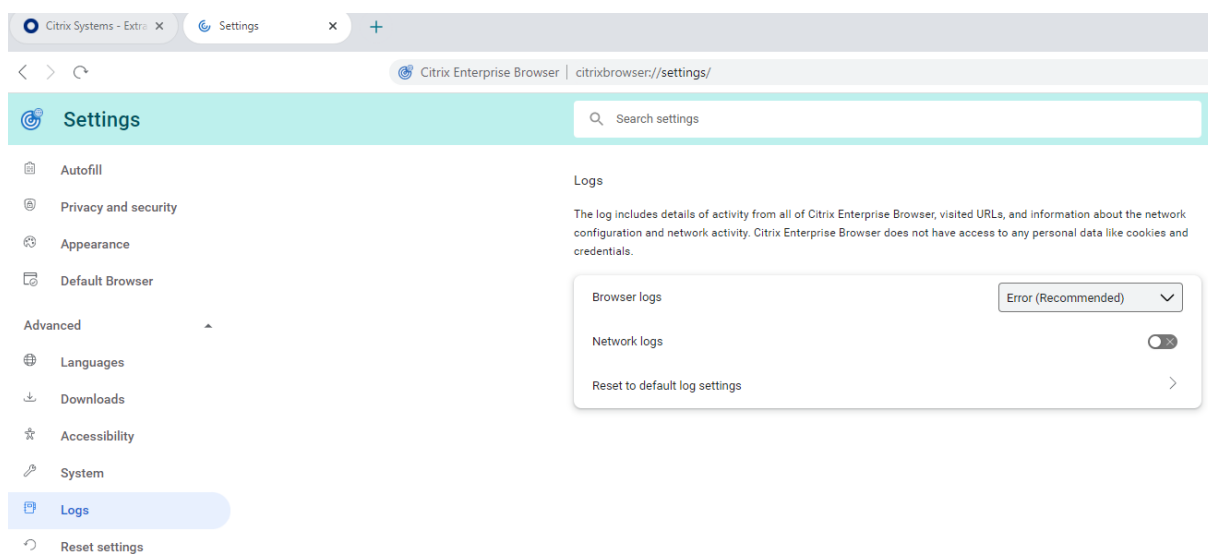 Citrix Systems - Extra
Settings
Citrix Enterprise Browser | citrixbrowser://settings/
Settings
Search settings
Autofill
Privacy and security
Appearance
Default Browser
Advanced
Languages
Downloads
Accessibility
System
Logs
Reset settings
Logs
The log includes details of activity from all of Citrix Enterprise Browser, visited URLs, and information about the network
configuration and network activity. Citrix Enterprise Browser does not have access to any personal data like cookies and
credentials.
Browser logs
Error (Recommended)
Network logs
Reset to default log settings